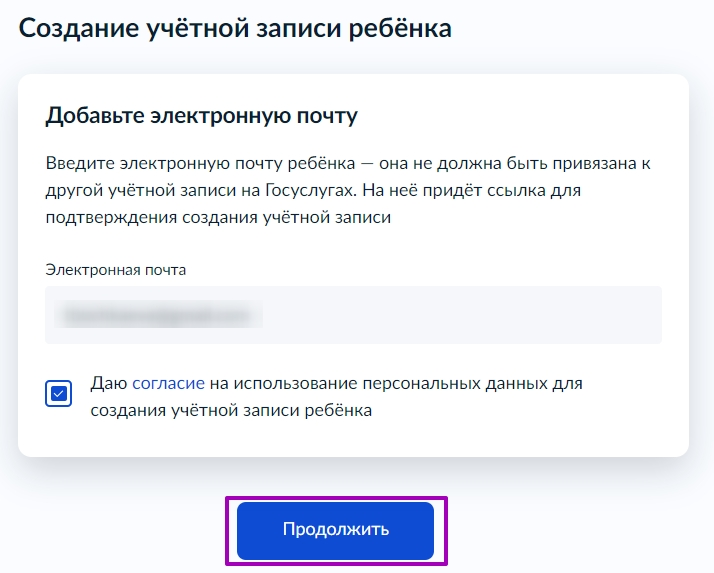 Создание учётной записи ребёнка
Добавьте электронную почту
Введите электронную почту ребёнка — она не должна быть привязана к
другой учётной записи на Госуслугах. На неё придёт ссылка для
подтверждения создания учётной записи
Электронная почта
Даю согласие на использование персональных данных для
создания учётной записи ребёнка
Продолжить